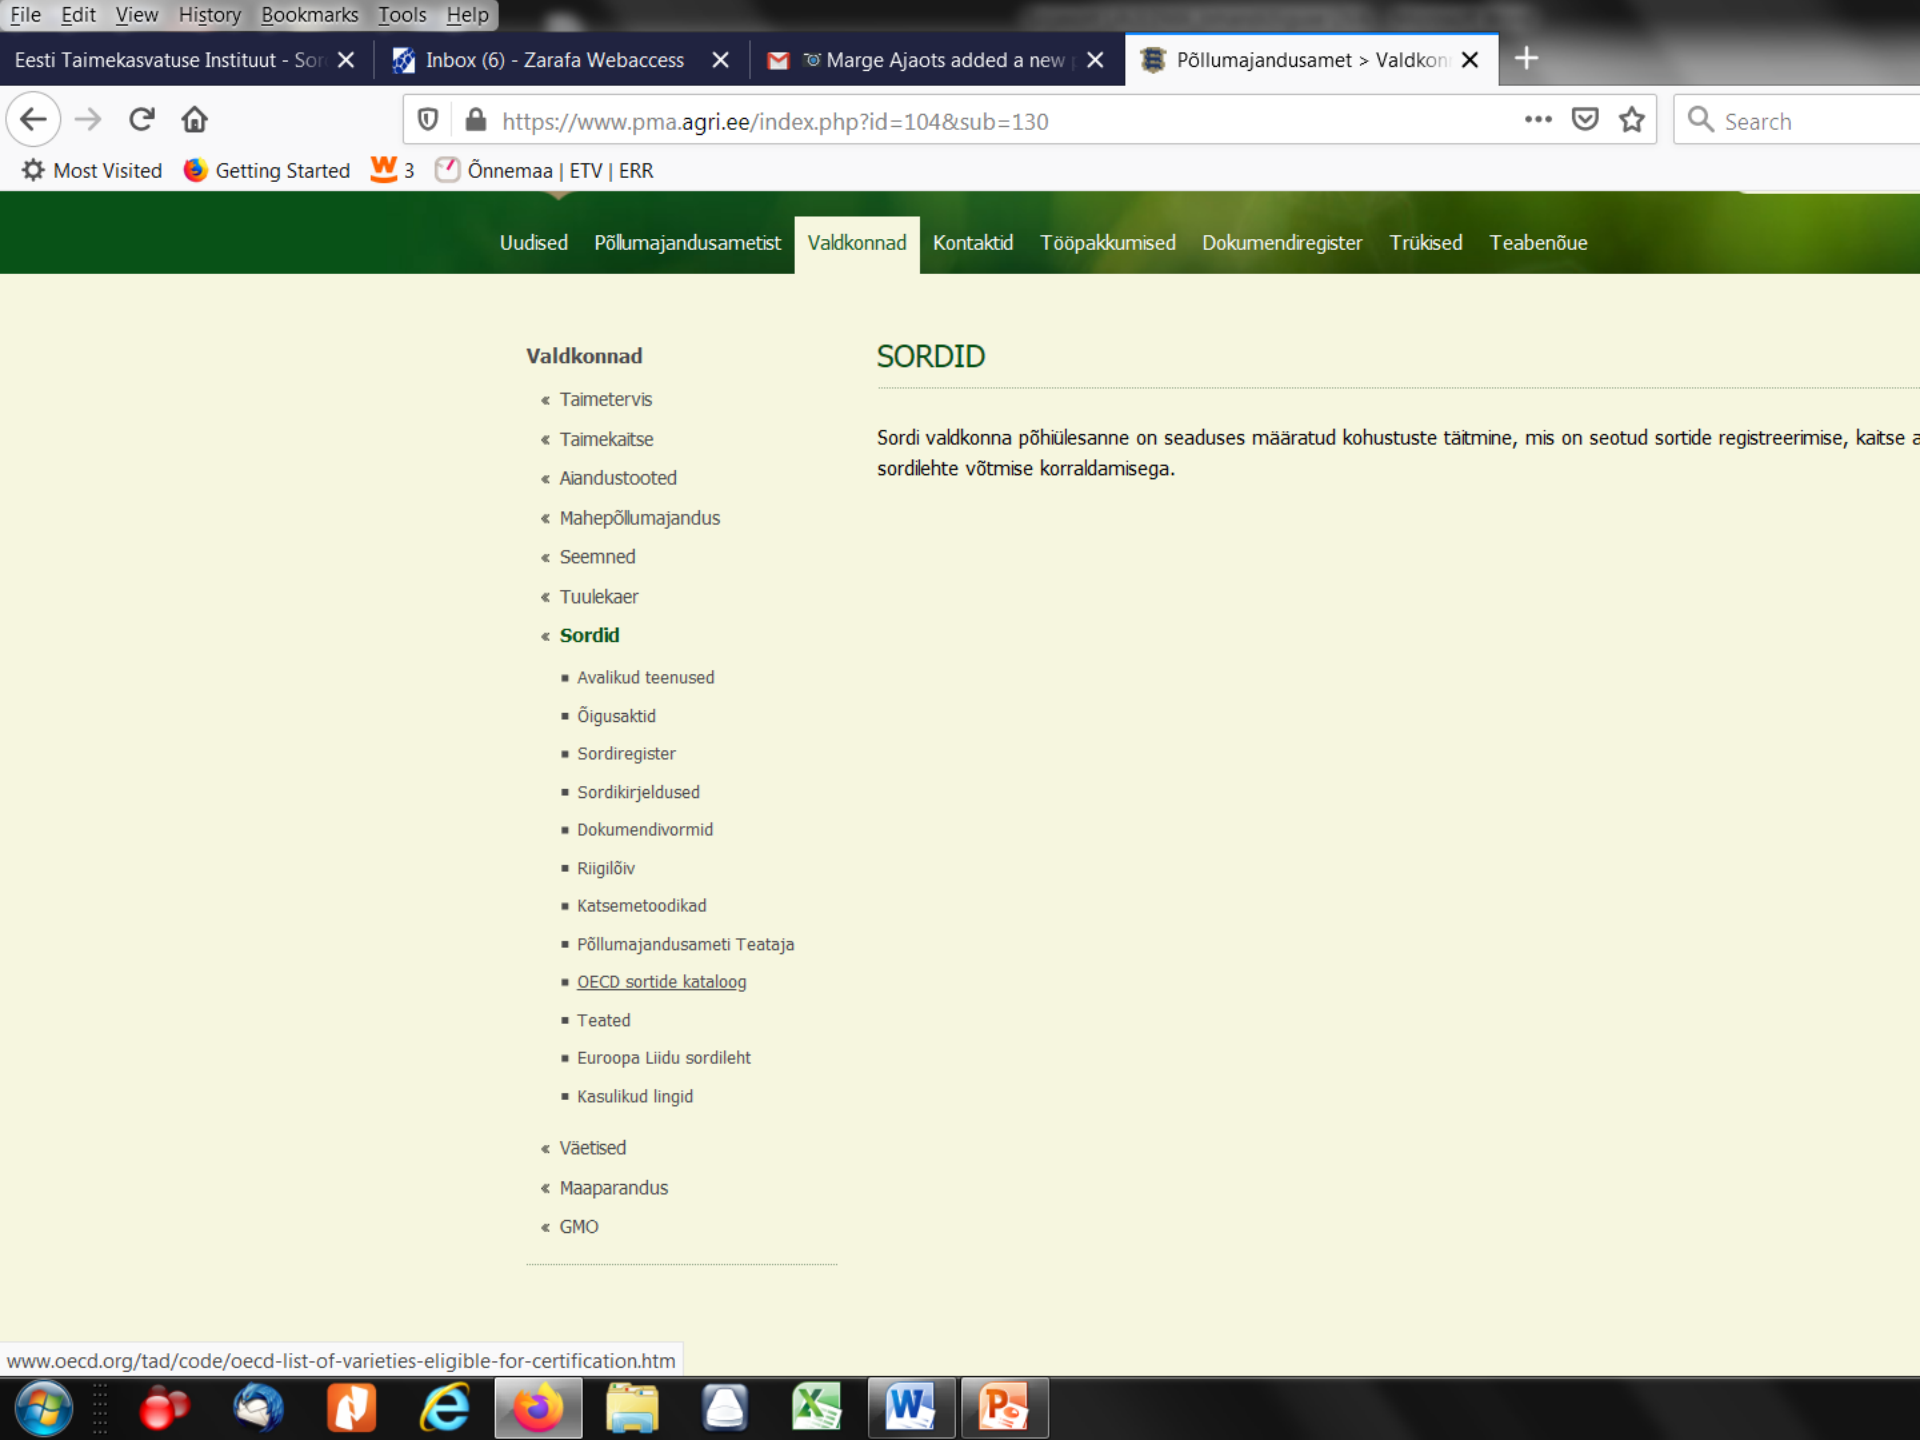 File Edit View History Bookmarks Tools Help
Eesti Taimekasvatuse Instituut - Sor Inbox (6) - Zarafa Webaccess Marge Ajaots added a new Põllumajandusamet > Valdkon
https://www.pma.agri.ee/index.php?id=104&sub=130 Search
Most Visited Getting Started 3 Õnnemaa | ETV | ERR
Uudised Põllumajandusametist Valdkonnad Kontaktid Tööpakkumised Dokumendiregister Trükised Teabenõue
Valdkonnad
« Taimetervis
« Taimekaitse
« Aiandustooted
« Mahepõllumajandus
« Seemned
« Tuulekaer
« Sordid
▪ Avalikud teenused
▪ Õigusaktid
▪ Sordiregister
▪ Sordikirjeldused
▪ Dokumendivormid
▪ Riigilõiv
▪ Katsemetoodikad
▪ Põllumajandusameti Teataja
▪ OECD sortide kataloog
▪ Teated
▪ Euroopa Liidu sordileht
▪ Kasulikud lingid
« Väetised
« Maaparandus
« GMO
SORDID
Sordi valdkonna põhiülesanne on seaduses määratud kohustuste täitmine, mis on seotud sortide registreerimise, kaitse
sordilehte võtmise korraldamisega.
www.oecd.org/tad/code/oecd-list-of-varieties-eligible-for-certification.htm